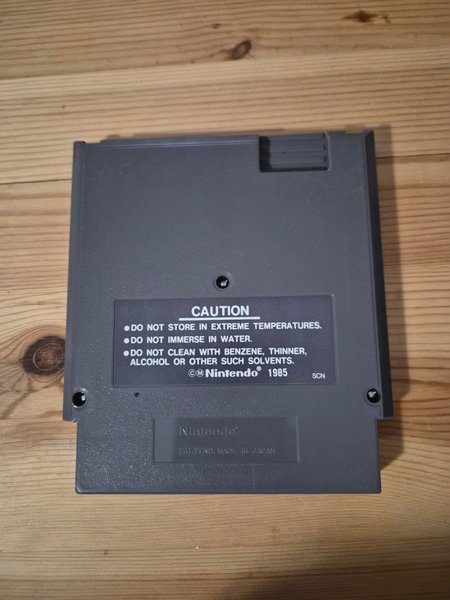 CAUTION
●DO NOT STORE IN EXTREME TEMPERATURES.
●DO NOT IMMERSE IN WATER.
●DO NOT CLEAN WITH BENZENE, THINNER,
ALCOHOL OR OTHER SUCH SOLVENTS.
©Ⓜ Nintendo® 1985 SCN
Nintendo®
PAT. PEND. MADE IN JAPAN